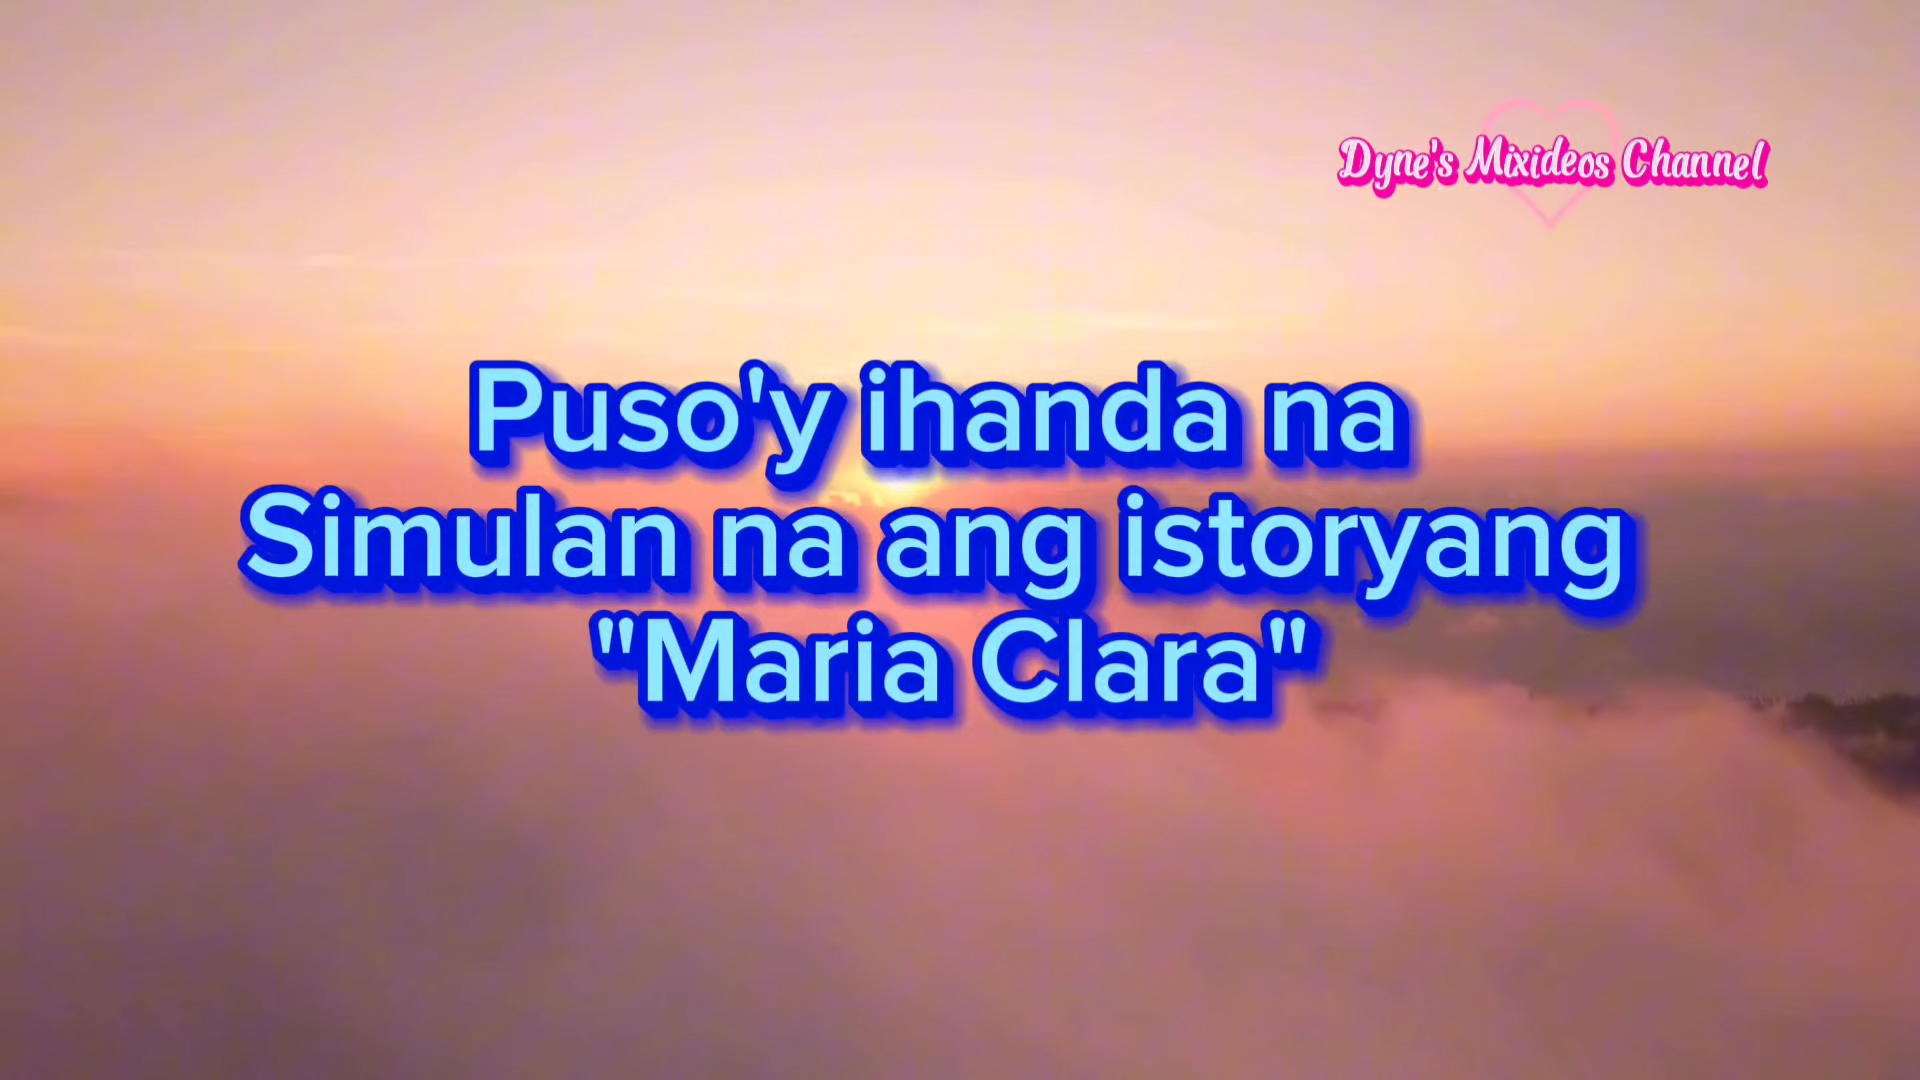 Dyne's Mixideos Channel
Puso'y ihanda na
Simulan na ang istoryang
"Maria Clara"